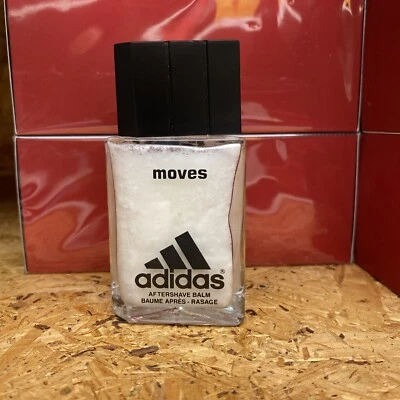 moves
adidas®
AFTERSHAVE BALM
BAUME APRÈS - RASAGE